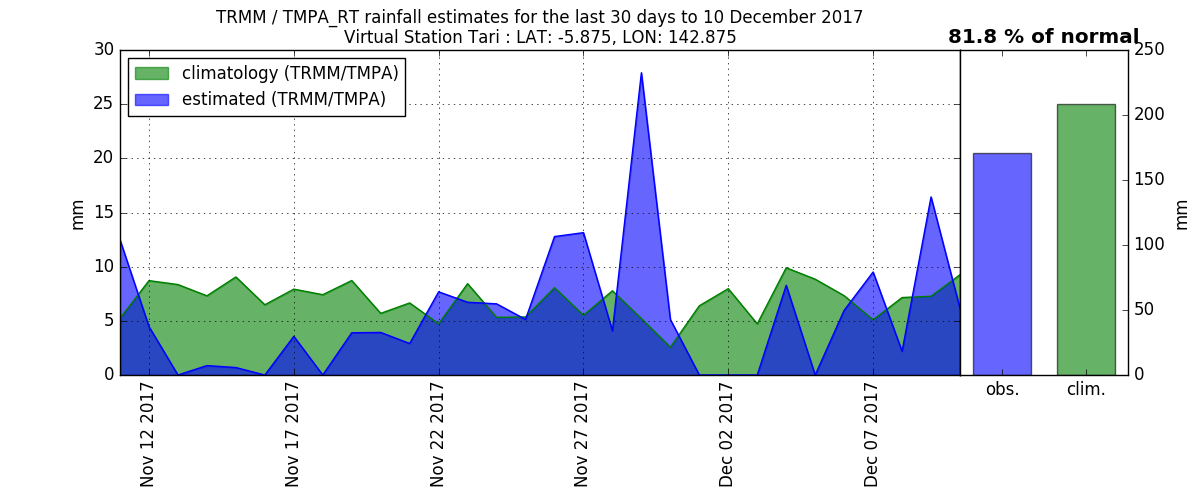 TRMM / TMPA_RT rainfall estimates for the last 30 days to 10 December 2017
Virtual Station Tari : LAT: -5.875, LON: 142.875
81.8 % of normal
climatology (TRMM/TMPA)
estimated (TRMM/TMPA)
mm
30
25
20
15
10
5
0
Nov 12 2017
Nov 17 2017
Nov 22 2017
Nov 27 2017
Dec 02 2017
Dec 07 2017
obs.
clim.
250
200
150
100
50
0
mm